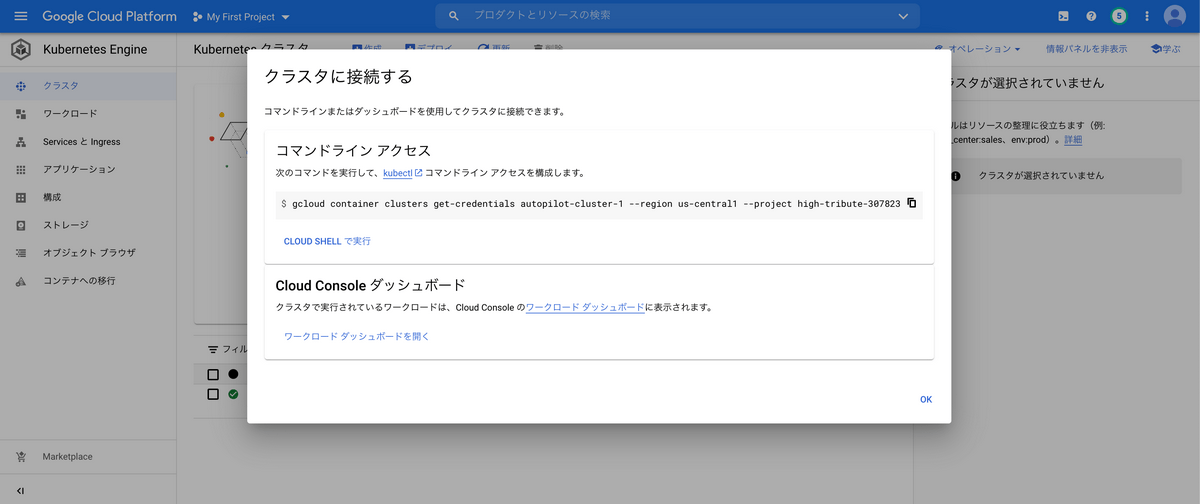 Google Cloud Platform
My First Project
プロダクトとリソースの検索
5
Kubernetes Engine
Kubernetes クラスタ
作成
デプロイ
更新
削除
オペレーション
情報パネルを非表示
学ぶ
クラスタ
ワークロード
Services と Ingress
アプリケーション
構成
ストレージ
オブジェクト ブラウザ
コンテナへの移行
Marketplace
フィル
クラスタに接続する
コマンドラインまたはダッシュボードを使用してクラスタに接続できます。
コマンドライン アクセス
次のコマンドを実行して、kubectl コマンドライン アクセスを構成します。
$ gcloud container clusters get-credentials autopilot-cluster-1 --region us-central1 --project high-tribute-307823
CLOUD SHELL で実行
Cloud Console ダッシュボード
クラスタで実行されているワークロードは、Cloud Console のワークロード ダッシュボードに表示されます。
ワークロード ダッシュボードを開く
OK
ラスタが選択されていません
ルはリソースの整理に役立ちます（例:
_center:sales、env:prod）。詳細
クラスタが選択されていません